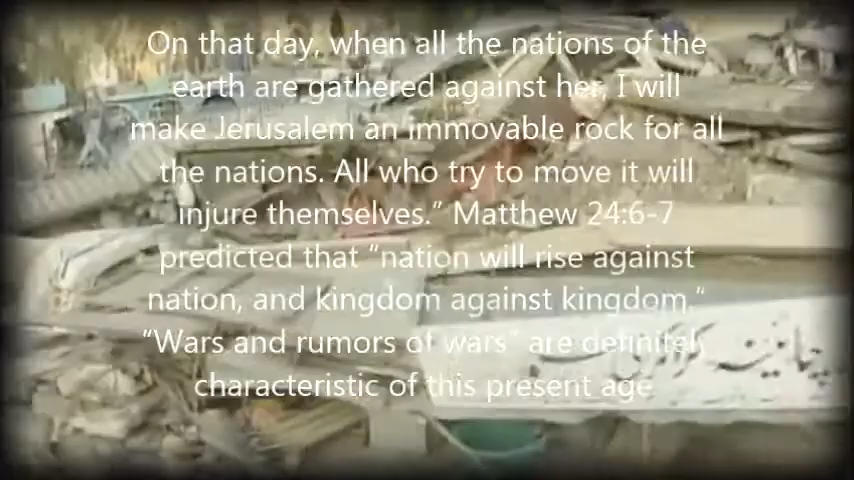 On that day, when all the nations of the
earth are gathered against her, I will
make Jerusalem an immovable rock for all
the nations. All who try to move it will
injure themselves.” Matthew 24:6-7
predicted that “nation will rise against
nation, and kingdom against kingdom.”
“Wars and rumors of wars” are definitely
characteristic of this present age